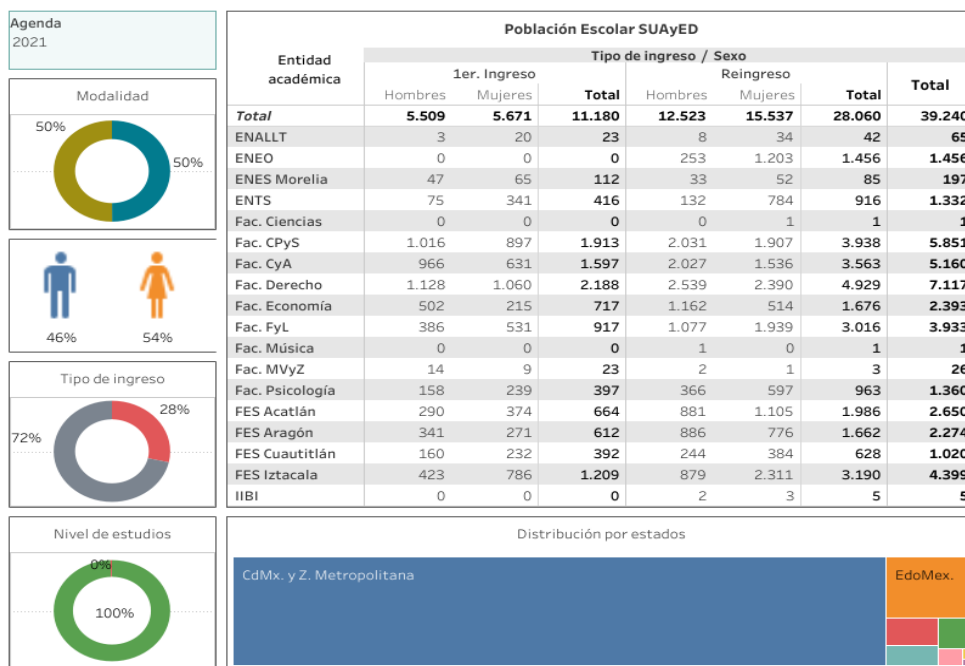 Agenda
2021
Modalidad
50%
50%
46%
54%
Tipo de ingreso
28%
72%
Nivel de estudios
0%
100%
Población Escolar SUAyED
Entidad académica
Tipo de ingreso / Sexo
1er. Ingreso Reingreso Total
Hombres Mujeres Total Hombres Mujeres Total
Total 5.509 5.671 11.180 12.523 15.537 28.060 39.240
ENALLT 3 20 23 8 34 42 65
ENEO 0 0 0 253 1.203 1.456 1.456
ENES Morelia 47 65 112 33 52 85 197
ENTS 75 341 416 132 784 916 1.332
Fac. Ciencias 0 0 0 0 1 1 1
Fac. CPyS 1.016 897 1.913 2.031 1.907 3.938 5.851
Fac. CyA 966 631 1.597 2.027 1.536 3.563 5.160
Fac. Derecho 1.128 1.060 2.188 2.539 2.390 4.929 7.117
Fac. Economía 502 215 717 1.162 514 1.676 2.393
Fac. FyL 386 531 917 1.077 1.939 3.016 3.933
Fac. Música 0 0 0 1 0 1 1
Fac. MVyZ 14 9 23 2 1 3 26
Fac. Psicología 158 239 397 366 597 963 1.360
FES Acatlán 290 374 664 881 1.105 1.986 2.650
FES Aragón 341 271 612 886 776 1.662 2.274
FES Cuautitlán 160 232 392 244 384 628 1.020
FES Iztacala 423 786 1.209 879 2.311 3.190 4.399
IIBI 0 0 0 2 3 5 5
Distribución por estados
CdMx. y Z. Metropolitana
EdoMex.